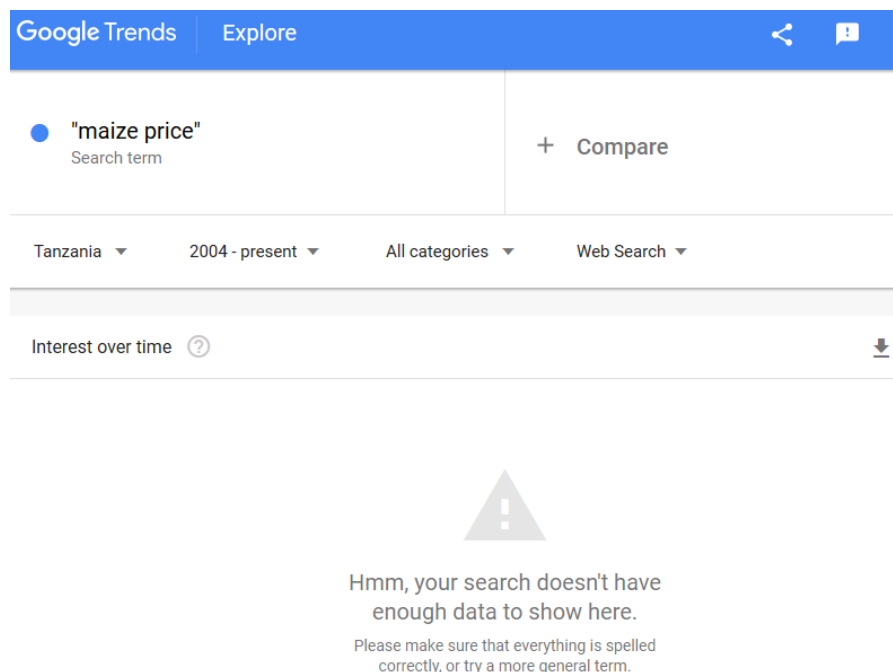 Google Trends Explore
"maize price"
Search term
+ Compare
Tanzania 2004 - present All categories Web Search
Interest over time ?
Hmm, your search doesn't have
enough data to show here.
Please make sure that everything is spelled
correctly, or try a more general term.